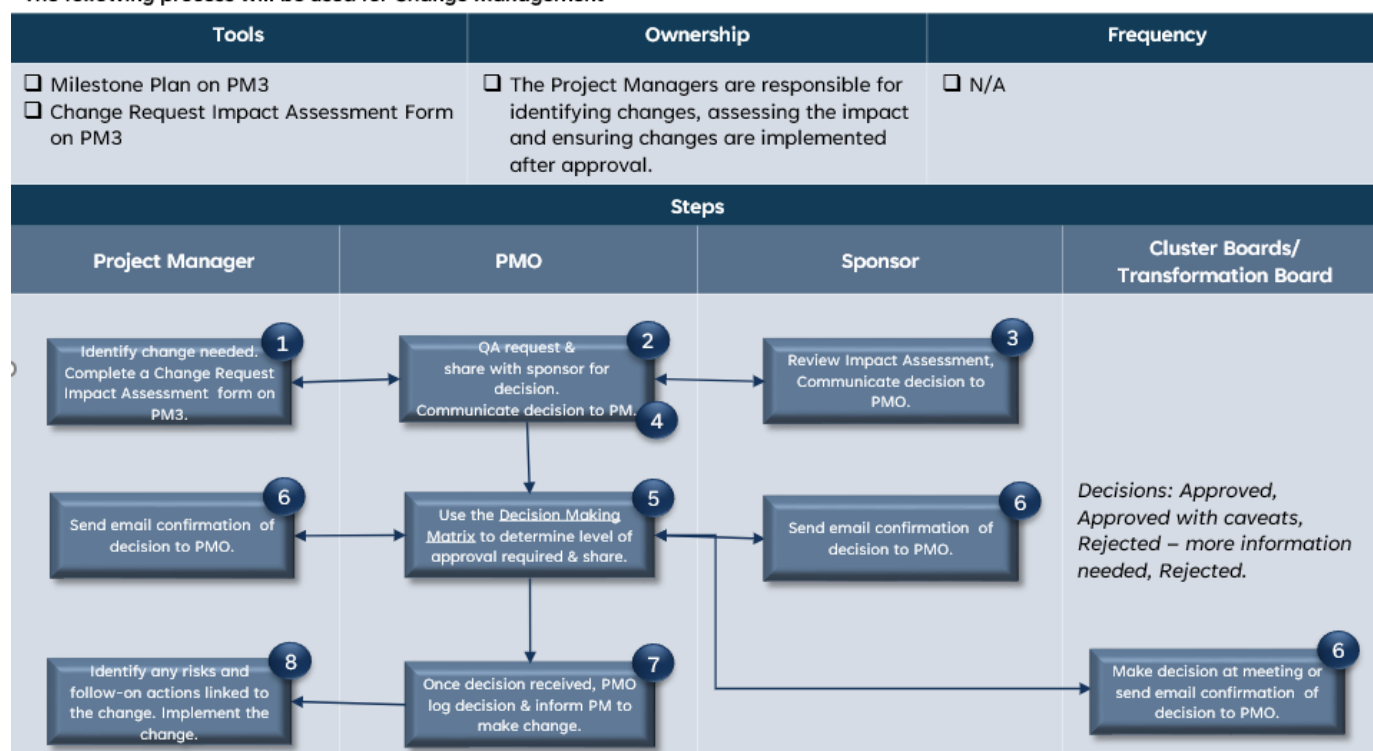 Tools
Ownership
Frequency
❑ Milestone Plan on PM3
❑ Change Request Impact Assessment Form
on PM3
❑ The Project Managers are responsible for
identifying changes, assessing the impact
and ensuring changes are implemented
after approval.
❑ N/A
Steps
Project Manager
PMO
Sponsor
Cluster Boards/
Transformation Board
1
Identify change needed.
Complete a Change Request
Impact Assessment form on
PM3.
2
QA request &
share with sponsor for
decision.
Communicate decision to PM.
4
3
Review Impact Assessment,
Communicate decision to
PMO.
6
Send email confirmation of
decision to PMO.
5
Use the Decision Making
Matrix to determine level of
approval required & share.
6
Send email confirmation of
decision to PMO.
Decisions: Approved,
Approved with caveats,
Rejected – more information
needed, Rejected.
8
Identify any risks and
follow-on actions linked to
the change. Implement the
change.
7
Once decision received, PMO
log decision & inform PM to
make change.
6
Make decision at meeting or
send email confirmation of
decision to PMO.